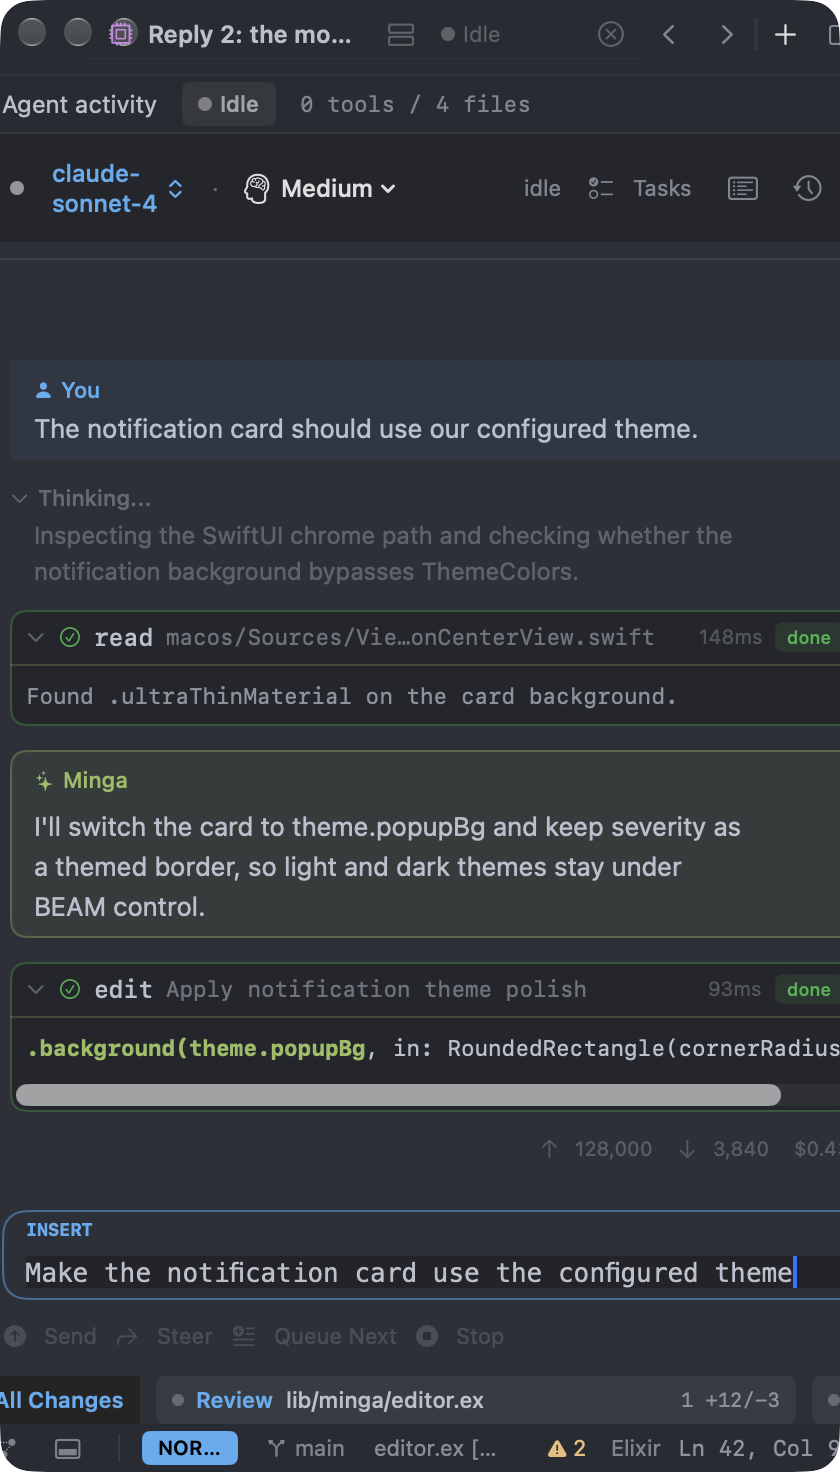 Reply 2: the mo... Idle
Agent activity Idle 0 tools / 4 files
claude-
sonnet-4 · Medium idle Tasks
You
The notification card should use our configured theme.
Thinking...
Inspecting the SwiftUI chrome path and checking whether the
notification background bypasses ThemeColors.
read macos/Sources/Vie…onCenterView.swift 148ms done
Found .ultraThinMaterial on the card background.
Minga
I'll switch the card to theme.popupBg and keep severity as
a themed border, so light and dark themes stay under
BEAM control.
edit Apply notification theme polish 93ms done
.background(theme.popupBg, in: RoundedRectangle(cornerRadius
↑ 128,000 ↓ 3,840 $0.4
INSERT
Make the notification card use the configured theme
Send Steer Queue Next Stop
All Changes Review lib/minga/editor.ex 1 +12/−3
NOR... main editor.ex [... 2 Elixir Ln 42, Col